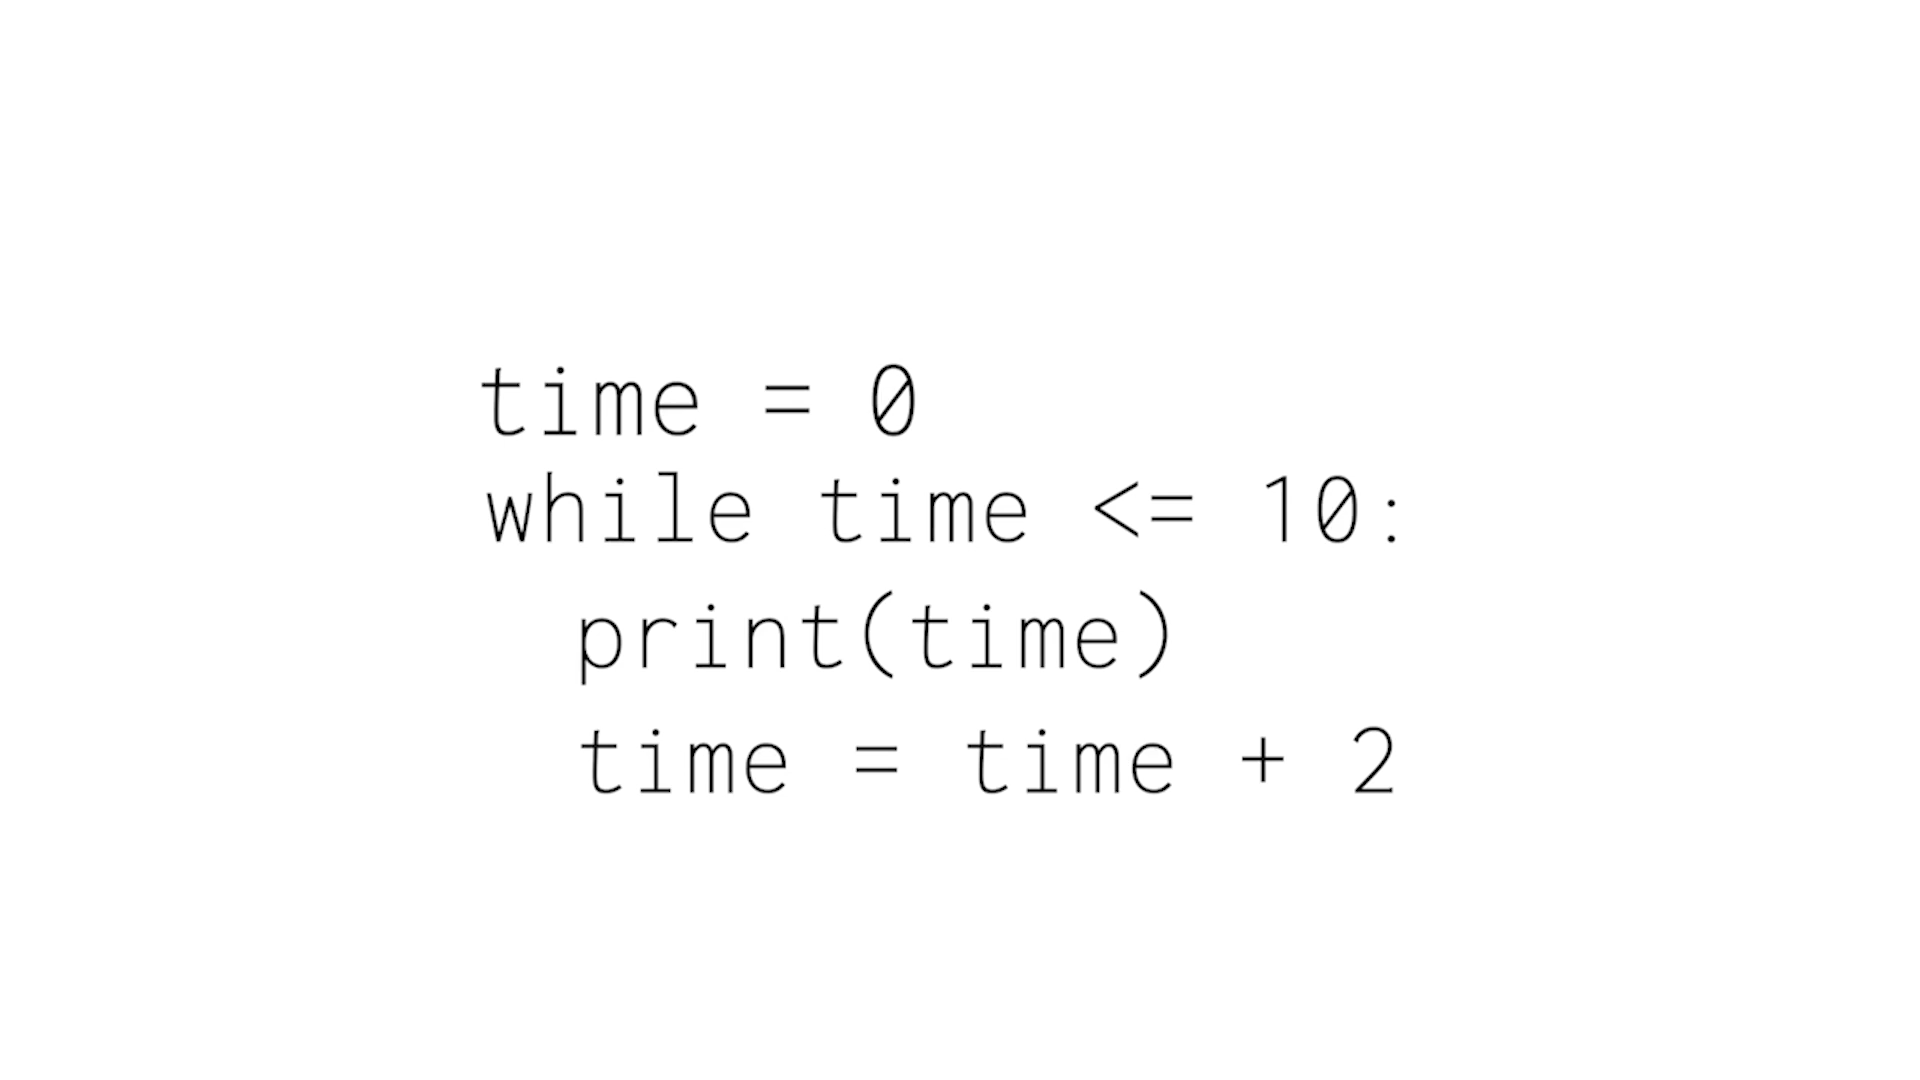 time = 0
while time <= 10:
  print(time)
  time = time + 2